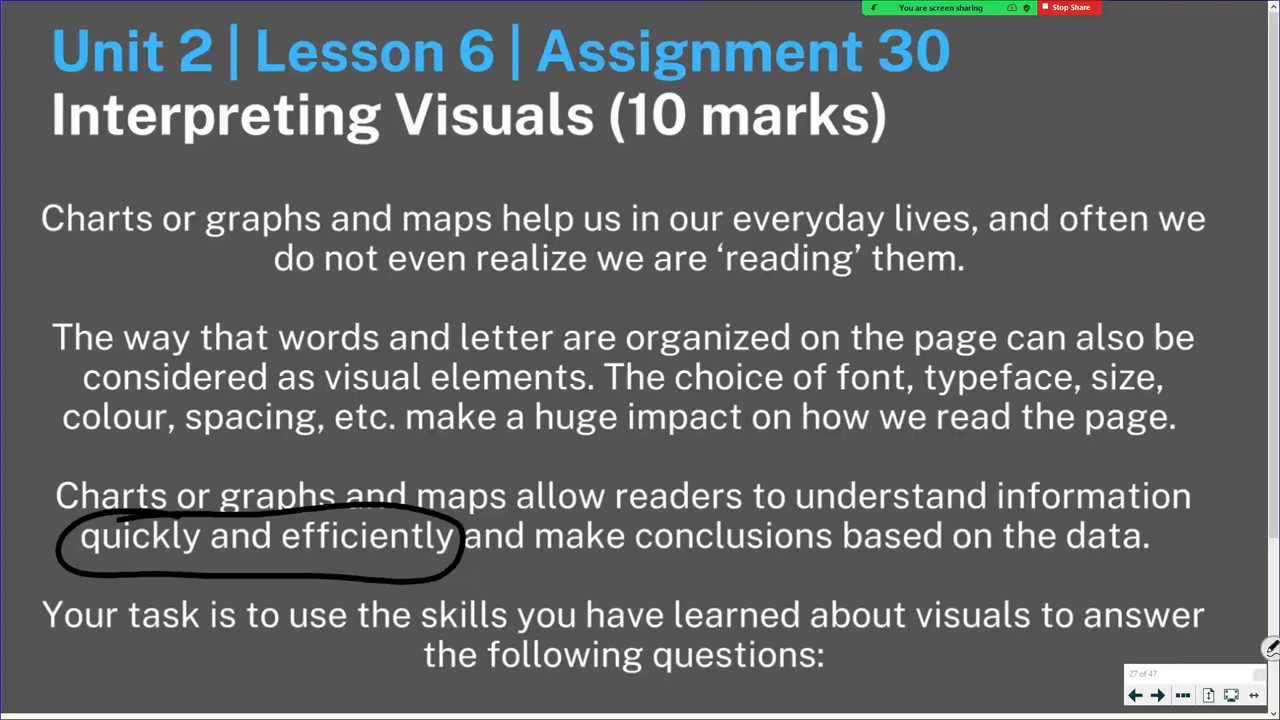 You are screen sharing
Stop Share
Unit 2 | Lesson 6 | Assignment 30
Interpreting Visuals (10 marks)
Charts or graphs and maps help us in our everyday lives, and often we
do not even realize we are ‘reading’ them.
The way that words and letter are organized on the page can also be
considered as visual elements. The choice of font, typeface, size,
colour, spacing, etc. make a huge impact on how we read the page.
Charts or graphs and maps allow readers to understand information
quickly and efficiently and make conclusions based on the data.
Your task is to use the skills you have learned about visuals to answer
the following questions:
27 of 47